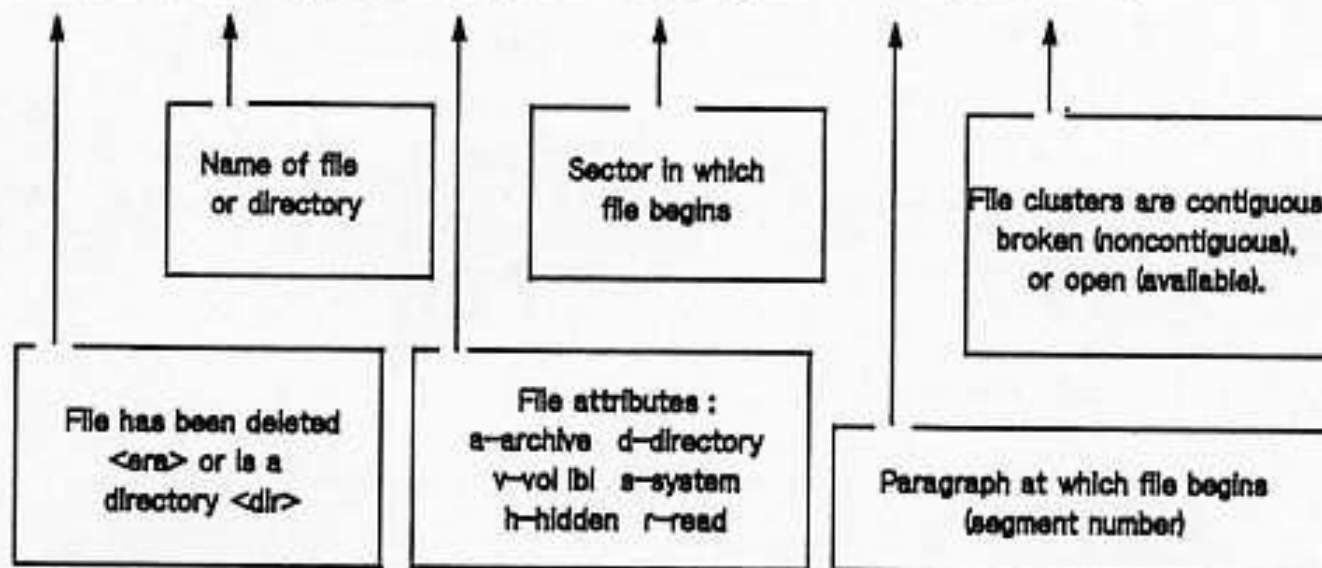 Name of file
or directory
Sector in which
file begins
File clusters are contiguous
broken (noncontiguous),
or open (available).
File has been deleted
<era> or is a
directory <dir>
File attributes :
a-archive d-directory
v-vol lbl s-system
h-hidden r-read
Paragraph at which file begins
(segment number)